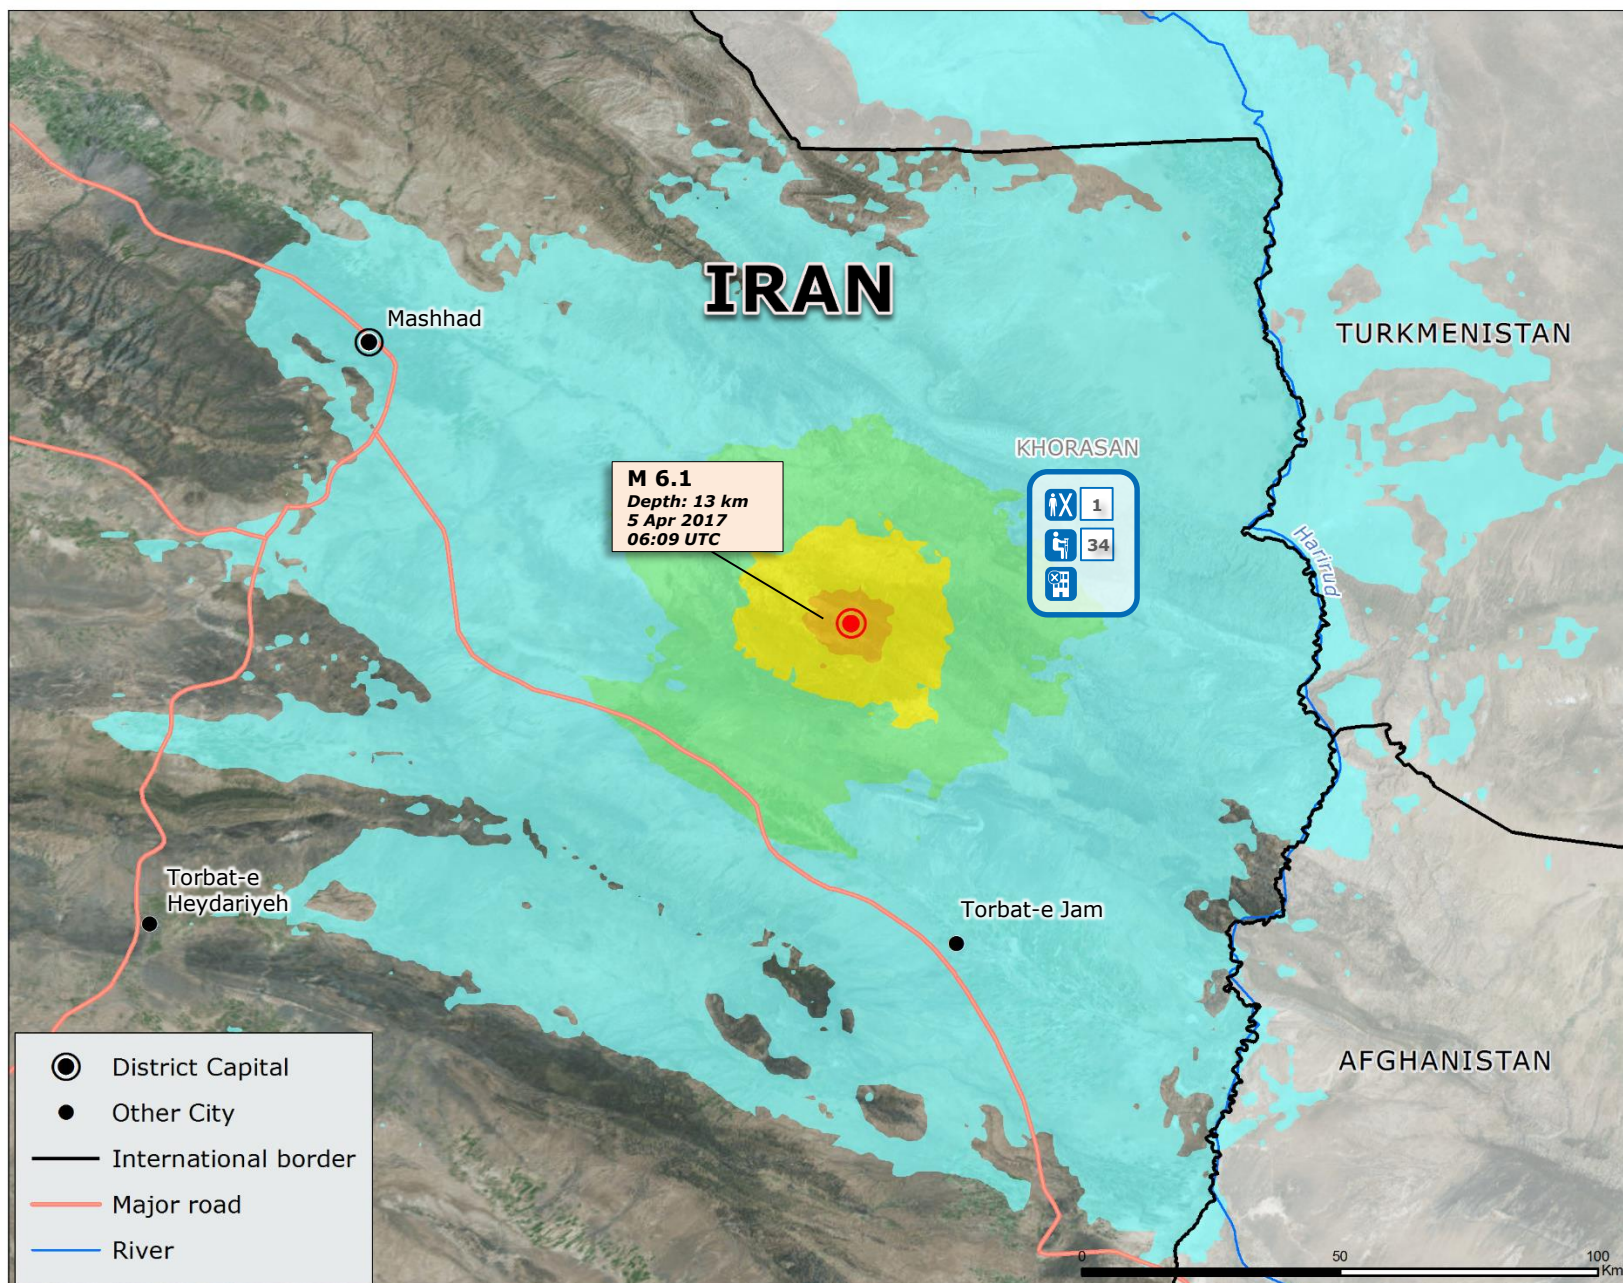 IRAN
Mashhad
TURKMENISTAN
KHORASAN
M 6.1
Depth: 13 km
5 Apr 2017
06:09 UTC
1
34
Harirud
Torbat-e
Heydariyeh
Torbat-e Jam
AFGHANISTAN
District Capital
Other City
International border
Major road
River
0 50 100
Km